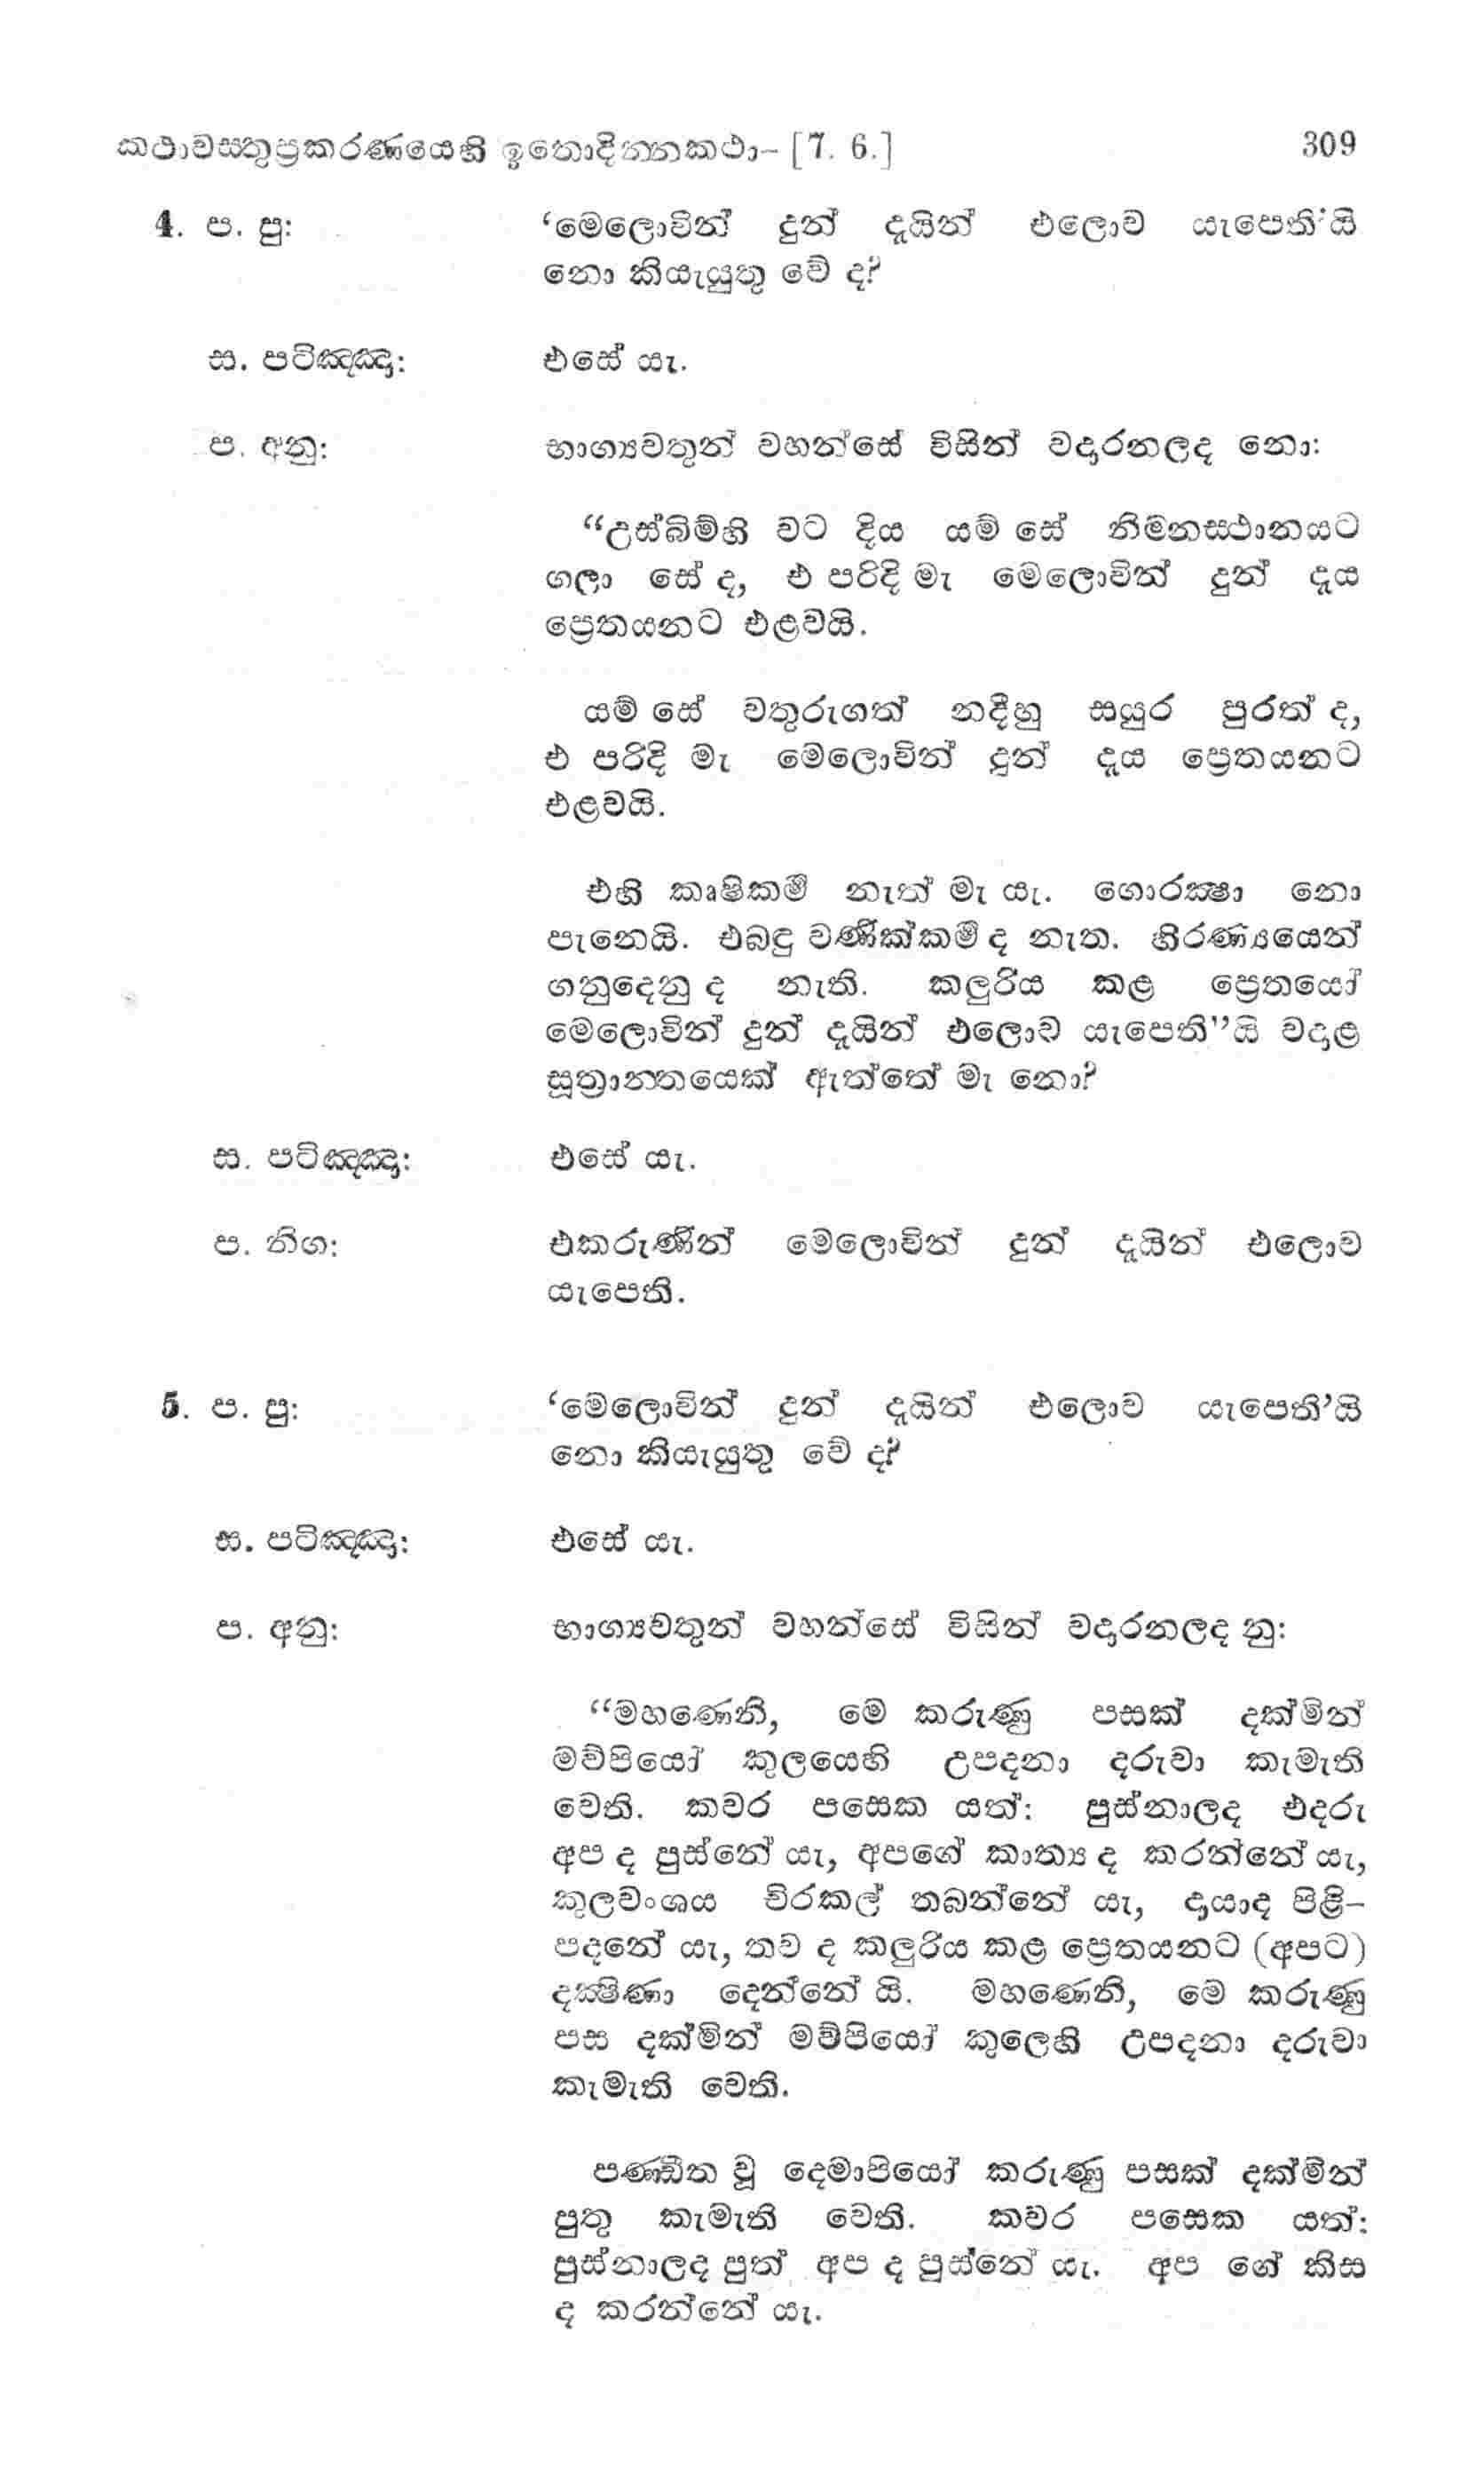 කථාවස්තුප්‍රකරණයෙහි ඉතොදින්නකථා– [7. 6.] 309
4. ප. පු: ‘මෙලොවින් දුන් දැයින් එලොව යැපෙති’යි
නො කියැයුතු වේ ද?
ස. පටිඤ්ඤා: එසේ යැ.
ප. අනු: භාග්‍යවතුන් වහන්සේ විසින් වදාරනලද නො:
“උස්බිම්හි වට දිය යම් සේ නිම්නස්ථානයට
ගලා සේ ද, එ පරිදි මැ මෙලොවින් දුන් දැය
ප්‍රෙතයනට එළවයි.
යම් සේ වතුරුගත් නදීහු සයුර පුරත් ද,
එ පරිදි මැ මෙලොවින් දුන් දැය ප්‍රෙතයනට
එළවයි.
එහි කෘෂිකර්ම නැත් මැ යැ. ගොරක්‍ෂා නො
පැනෙයි. එබඳු වණික්කර්ම ද නැත. හිරණ්‍යයෙන්
ගනුදෙනු ද නැති. කලුරිය කළ ප්‍රෙතයෝ
මෙලොවින් දුන් දැයින් එලොව යැපෙති”යි වදාළ
සූත්‍රාන්තයෙක් ඇත්තේ මැ නො?
ස. පටිඤ්ඤා: එසේ යැ.
ප. නිග: එකරුණින් මෙලොවින් දුන් දැයින් එලොව
යැපෙති.
5. ප. පු: ‘මෙලොවින් දුන් දැයින් එලොව යැපෙති’යි
නො කියැයුතු වේ ද?
ස. පටිඤ්ඤා: එසේ යැ.
ප. අනු: භාග්‍යවතුන් වහන්සේ විසින් වදාරනලද නු:
“මහණෙනි, මෙ කරුණු පසක් දක්මින්
මව්පියෝ කුලයෙහි උපදනා දරුවා කැමැති
වෙති. කවර පසෙක යත්: පුස්නාලද එදරු
අප ද පුස්නේ යැ, අපගේ කාත්‍ය ද කරන්නේ යැ,
කුලවංශය චිරකල් තබන්නේ යැ, දායාද පිළි–
පදනේ යැ, තව ද කලුරිය කළ ප්‍රෙතයනට (අපට)
දක්‍ෂිණා දෙන්නේ යි. මහණෙනි, මෙ කරුණු
පස දක්මින් මව්පියෝ කුලෙහි උපදනා දරුවා
කැමැති වෙති.
පණ්ඩිත වූ දෙමාපියෝ කරුණු පසක් දක්මින්
පුතු කැමැති වෙති. කවර පසෙක යත්:
පුස්නාලද පුත් අප ද පුස්නේ යැ. අප ගේ කිස
ද කරන්නේ යැ.